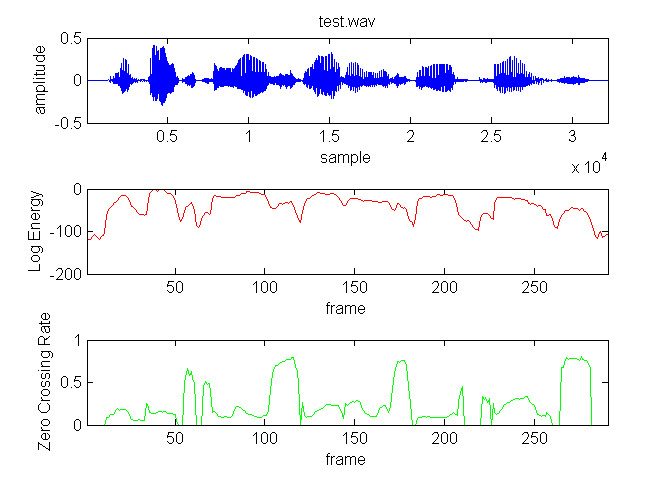 test.wav
0.5
0
-0.5
amplitude
0.5 1 1.5 2 2.5 3
sample
x 10^4
0
-100
-200
Log Energy
50 100 150 200 250
frame
1
0.5
0
Zero Crossing Rate
50 100 150 200 250
frame